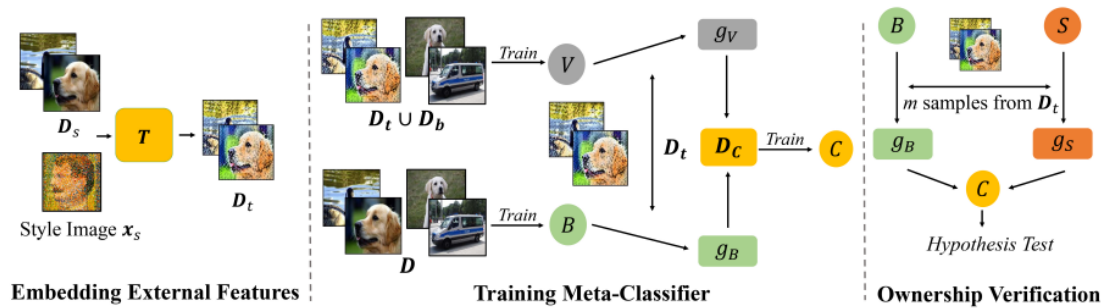 D_s
T
D_t
Style Image x_s
Embedding External Features
D_t ∪ D_b
Train
V
g_V
D_t
D_C
Train
C
D
Train
B
g_B
Training Meta-Classifier
B
S
m samples from D_t
g_B
g_S
C
Hypothesis Test
Ownership Verification